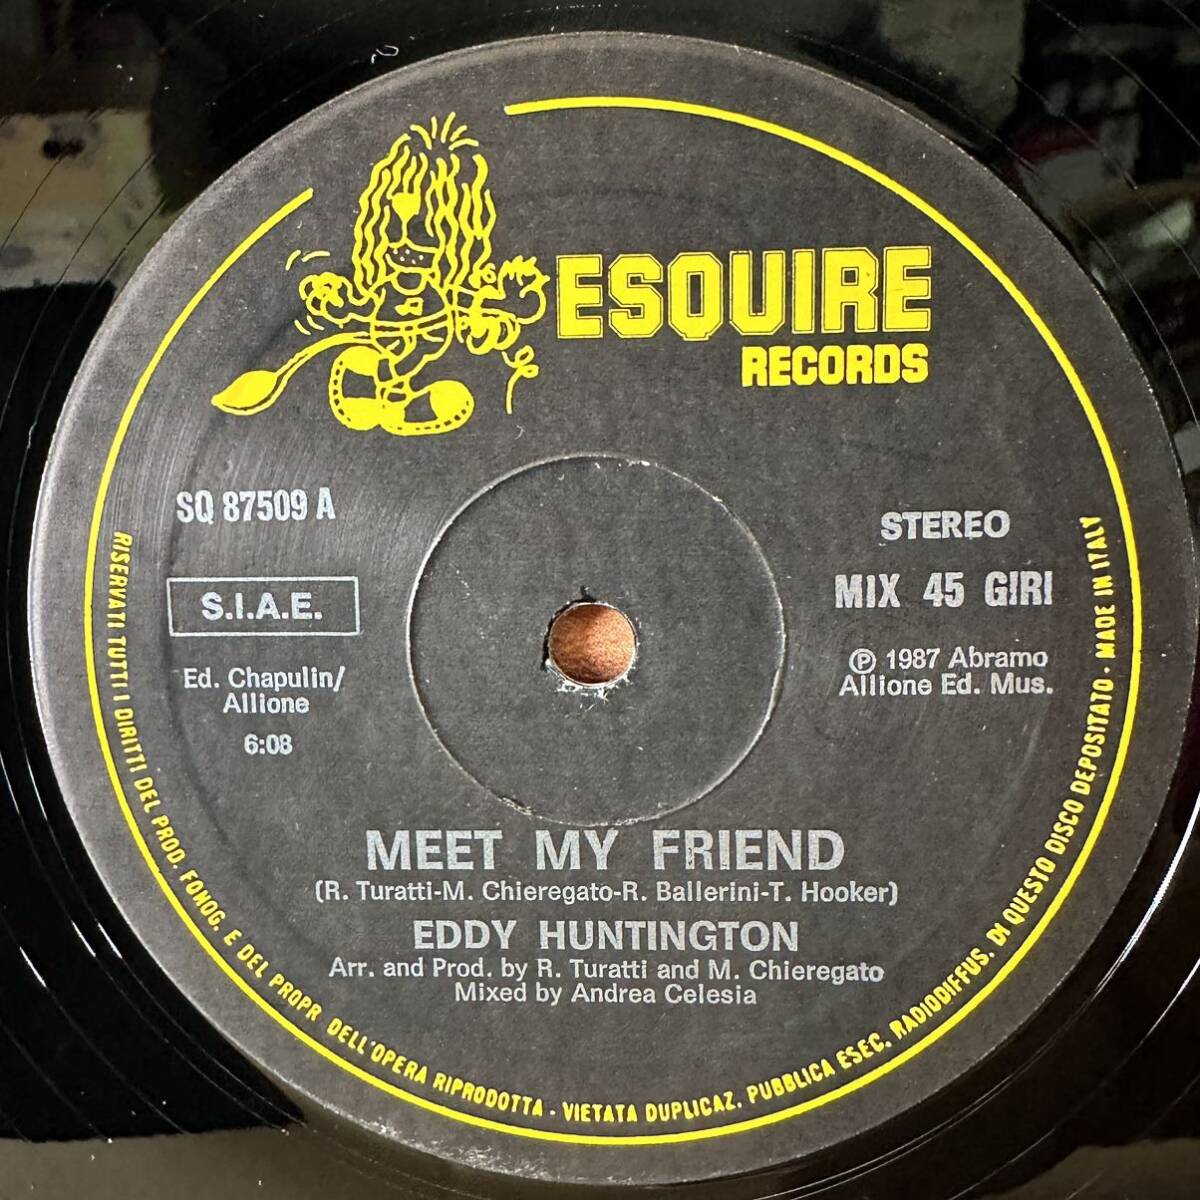 ESQUIRE
RECORDS
SQ 87509 A
S.I.A.E.
Ed. Chapulin/
Allione
6:08
STEREO
MIX 45 GIRI
℗ 1987 Abramo
Allione Ed. Mus.
MEET MY FRIEND
(R. Turatti-M. Chieregato-R. Ballerini-T. Hooker)
EDDY HUNTINGTON
Arr. and Prod. by R. Turatti and M. Chieregato
Mixed by Andrea Celesia
RISERVATI TUTTI I DIRITTI DEL PROD. FONOG. E DEL PROPR DELL'OPERA RIPRODOTTA - VIETATA DUPLICAZ. PUBBLICA ESEC. RADIODIFFUS. DI QUESTO DISCO DEPOSITATO - MADE IN ITALY